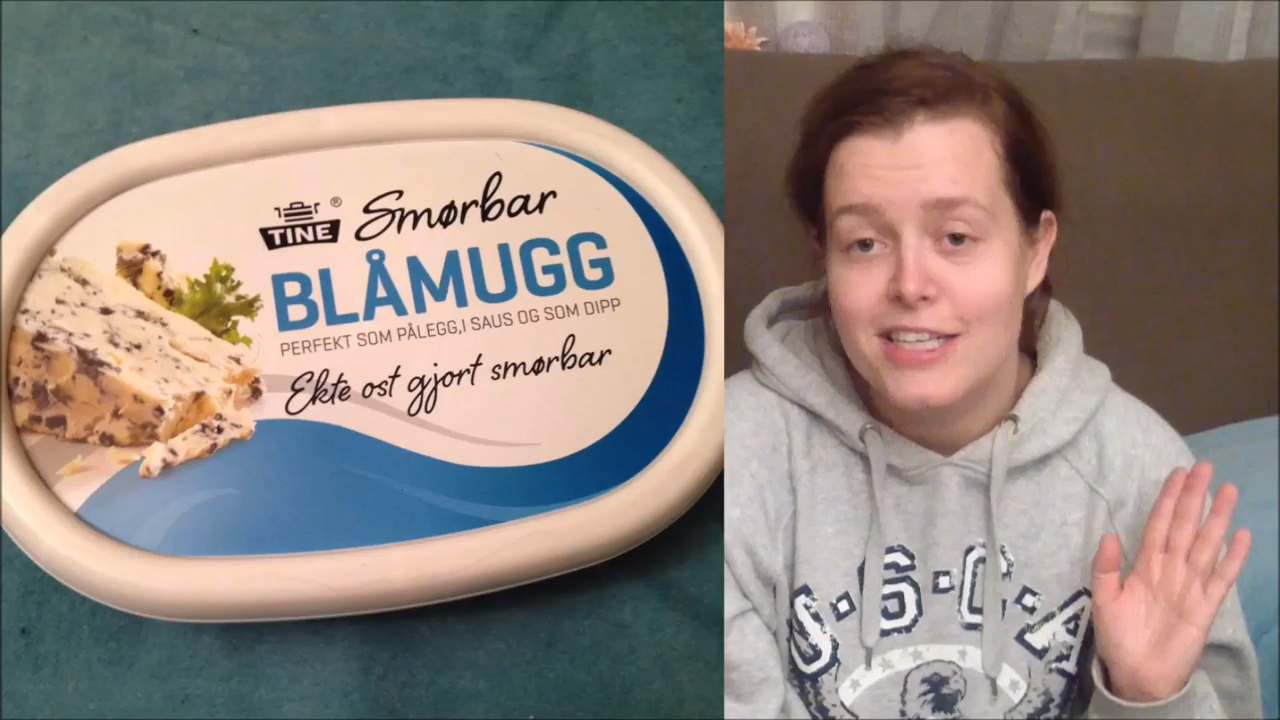 TINE ® Smørbar
BLÅMUGG
PERFEKT SOM PÅLEGG,I SAUS OG SOM DIPP
Ekte ost gjort smørbar
U·S·C·A